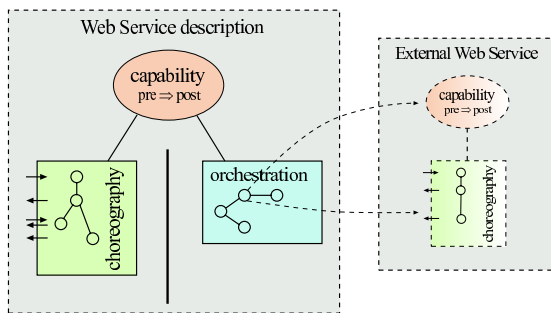 Web Service description
capability
pre ⇒ post
choreography
orchestration
External Web Service
capability
pre ⇒ post
choreography